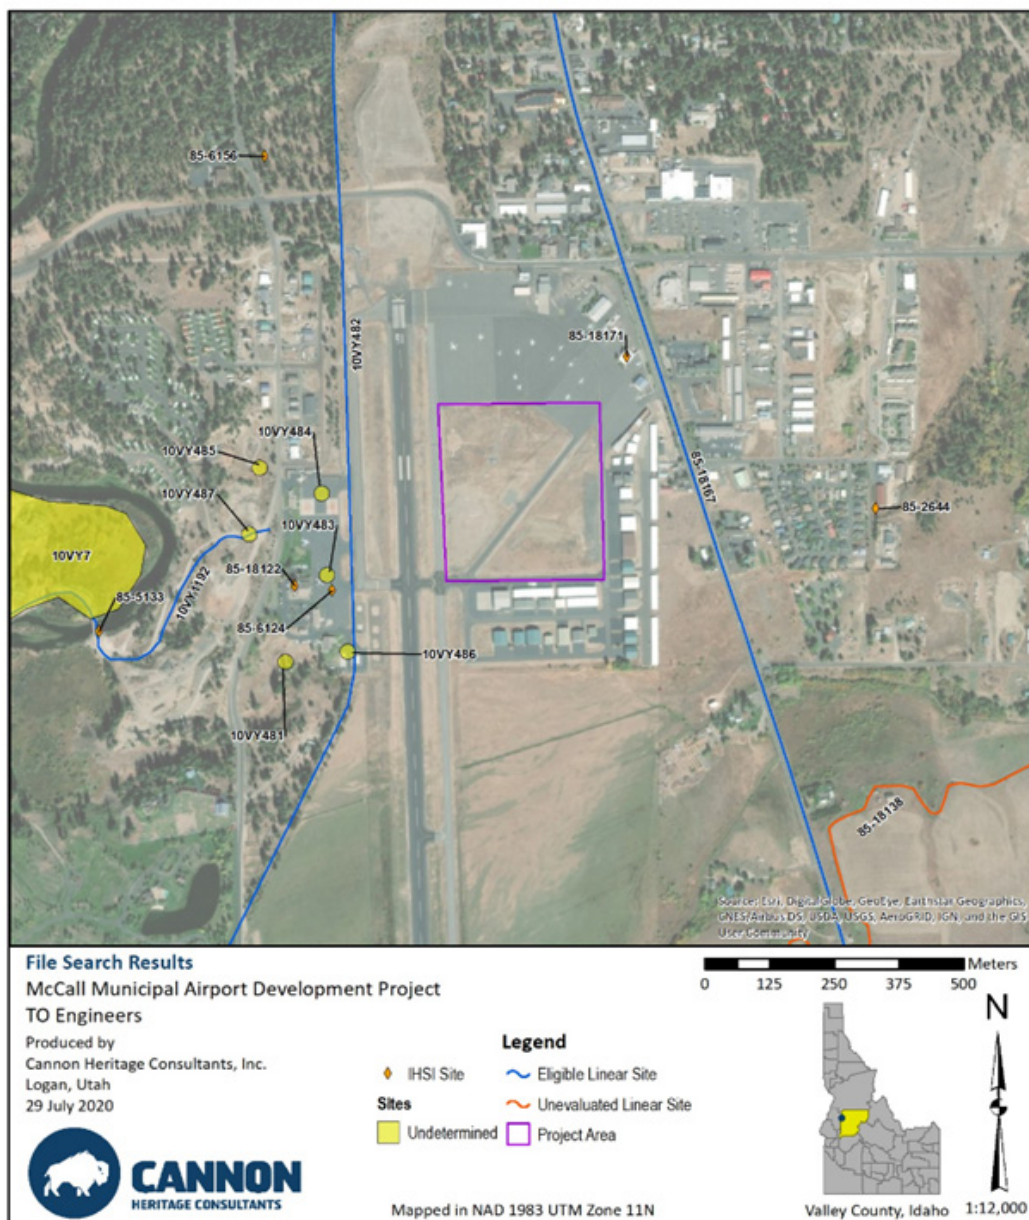 85-6156
10VY482
85-18171
10VY484
10VY485
10VY487
10VY483
85-18167
85-2644
10VY7
85-18122
10VY1192
85-5133
85-6124
10VY486
10VY481
85-18138
Source: Esri, DigitalGlobe, GeoEye, Earthstar Geographics,
CNES/Airbus DS, USDA, USGS, AeroGRID, IGN, and the GIS
User Community
File Search Results
McCall Municipal Airport Development Project
TO Engineers
Produced by
Cannon Heritage Consultants, Inc.
Logan, Utah
29 July 2020
CANNON
HERITAGE CONSULTANTS
Legend
IHSI Site
Sites
Undetermined
Eligible Linear Site
Unevaluated Linear Site
Project Area
Mapped in NAD 1983 UTM Zone 11N
Meters
0 125 250 375 500
N
Valley County, Idaho 1:12,000